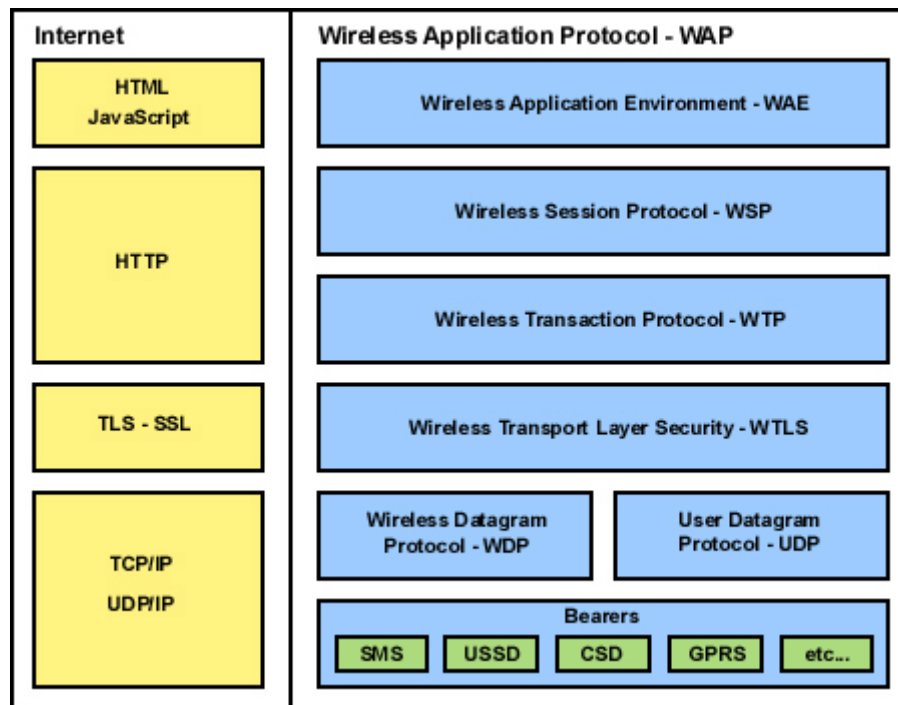 Internet
HTML
JavaScript
HTTP
TLS - SSL
TCP/IP
UDP/IP
Wireless Application Protocol - WAP
Wireless Application Environment - WAE
Wireless Session Protocol - WSP
Wireless Transaction Protocol - WTP
Wireless Transport Layer Security - WTLS
Wireless Datagram
Protocol - WDP
User Datagram
Protocol - UDP
Bearers
SMS
USSD
CSD
GPRS
etc...